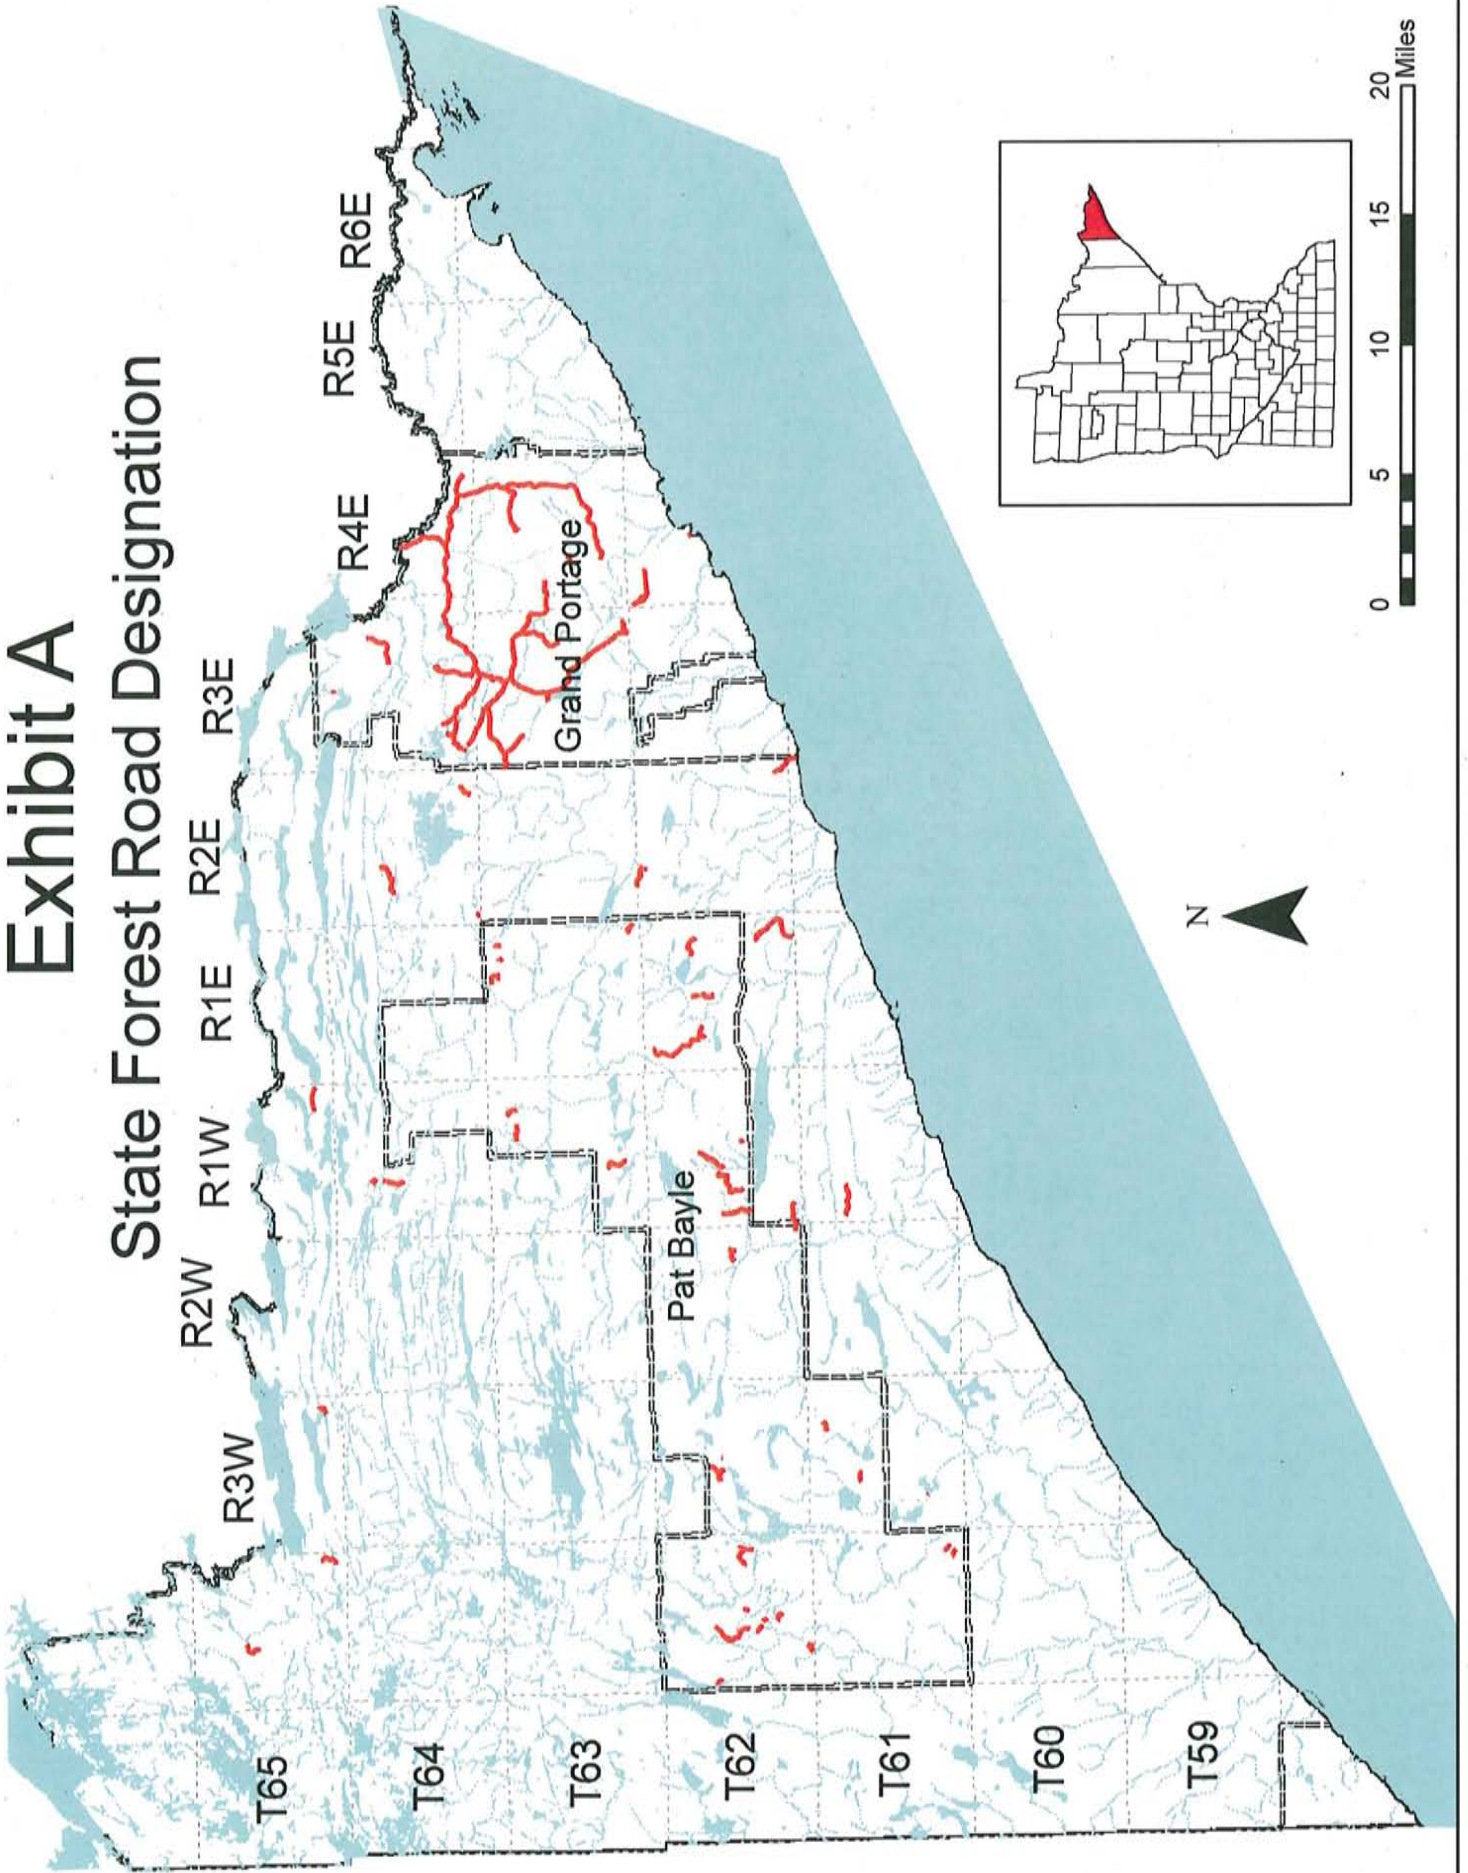 Exhibit A
State Forest Road Designation
R3W
R2W
R1W
R1E
R2E
R3E
R4E
R5E
R6E
T65
T64
T63
T62
T61
T60
T59
Pat Bayle
Grand Portage
N
0 5 10 15 20
Miles